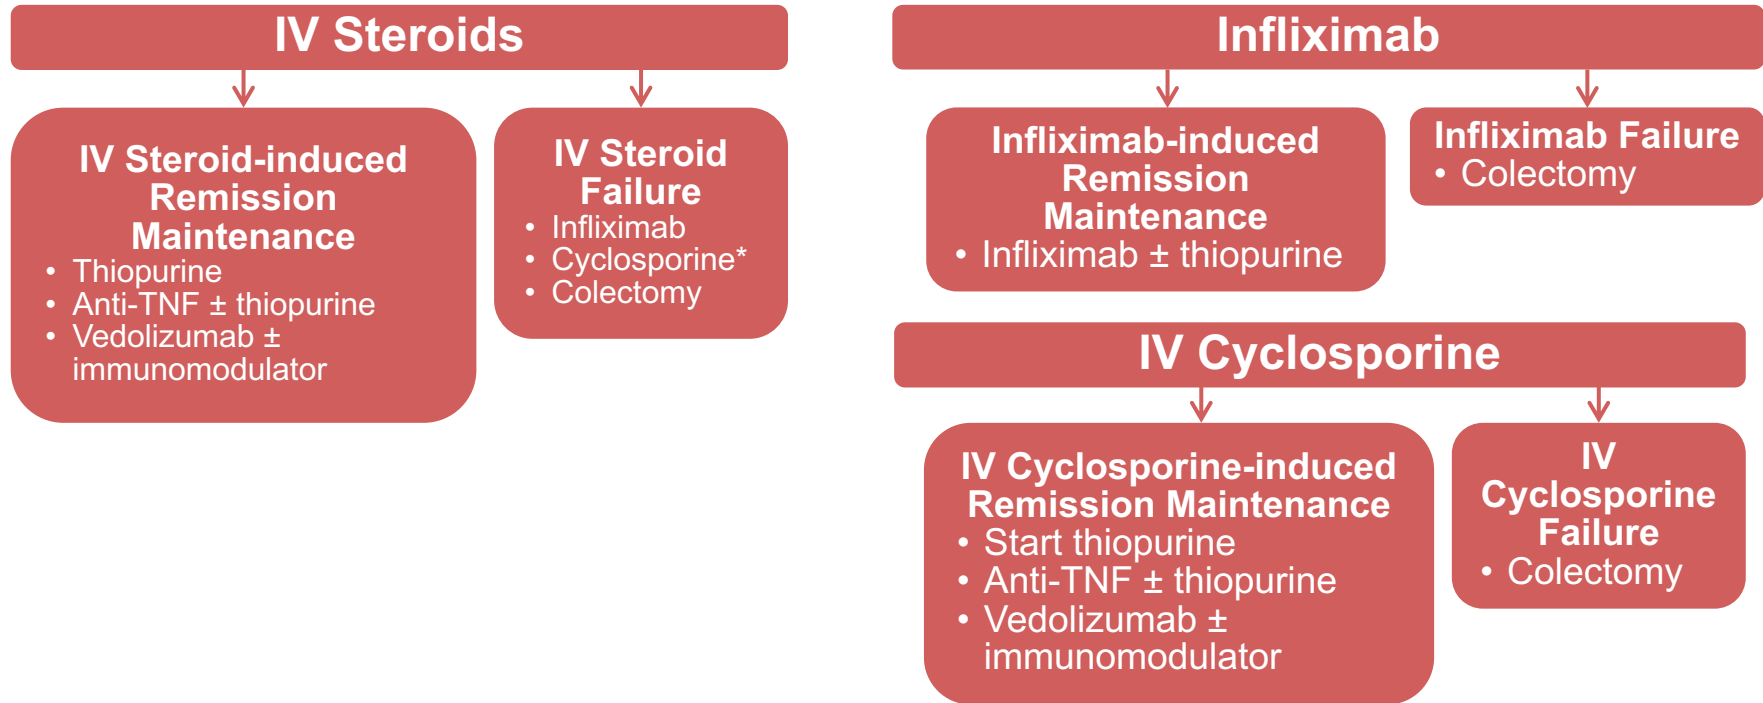 IV Steroids
IV Steroid-induced
Remission
Maintenance
• Thiopurine
• Anti-TNF ± thiopurine
• Vedolizumab ±
immunomodulator
IV Steroid
Failure
• Infliximab
• Cyclosporine*
• Colectomy
Infliximab
Infliximab-induced
Remission
Maintenance
• Infliximab ± thiopurine
Infliximab Failure
• Colectomy
IV Cyclosporine
IV Cyclosporine-induced
Remission Maintenance
• Start thiopurine
• Anti-TNF ± thiopurine
• Vedolizumab ±
immunomodulator
IV
Cyclosporine
Failure
• Colectomy